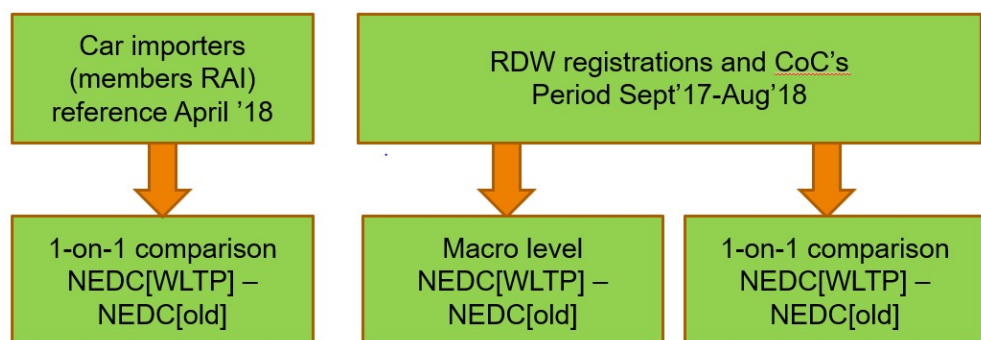 Car importers
(members RAI)
reference April ’18
RDW registrations and CoC’s
Period Sept’17-Aug’18
1-on-1 comparison
NEDC[WLTP] –
NEDC[old]
Macro level
NEDC[WLTP] –
NEDC[old]
1-on-1 comparison
NEDC[WLTP] –
NEDC[old]